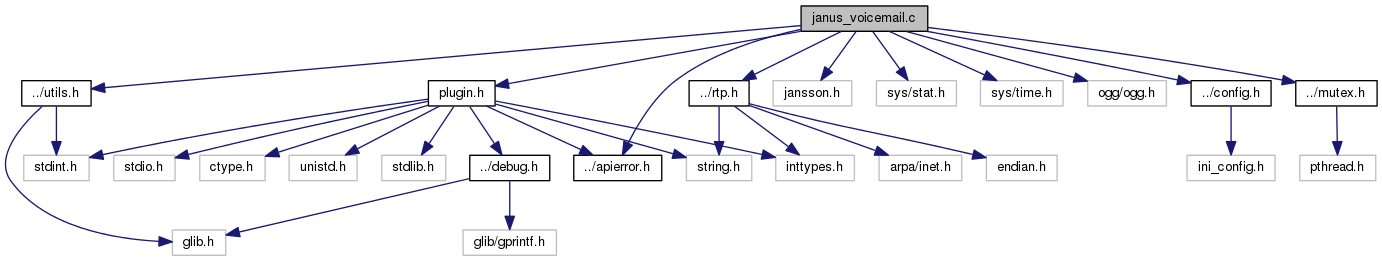 janus_voicemail.c
../utils.h
plugin.h
../rtp.h
jansson.h
sys/stat.h
sys/time.h
ogg/ogg.h
../config.h
../mutex.h
stdint.h
stdio.h
ctype.h
unistd.h
stdlib.h
../debug.h
../apierror.h
string.h
inttypes.h
arpa/inet.h
endian.h
ini_config.h
pthread.h
glib.h
glib/gprintf.h